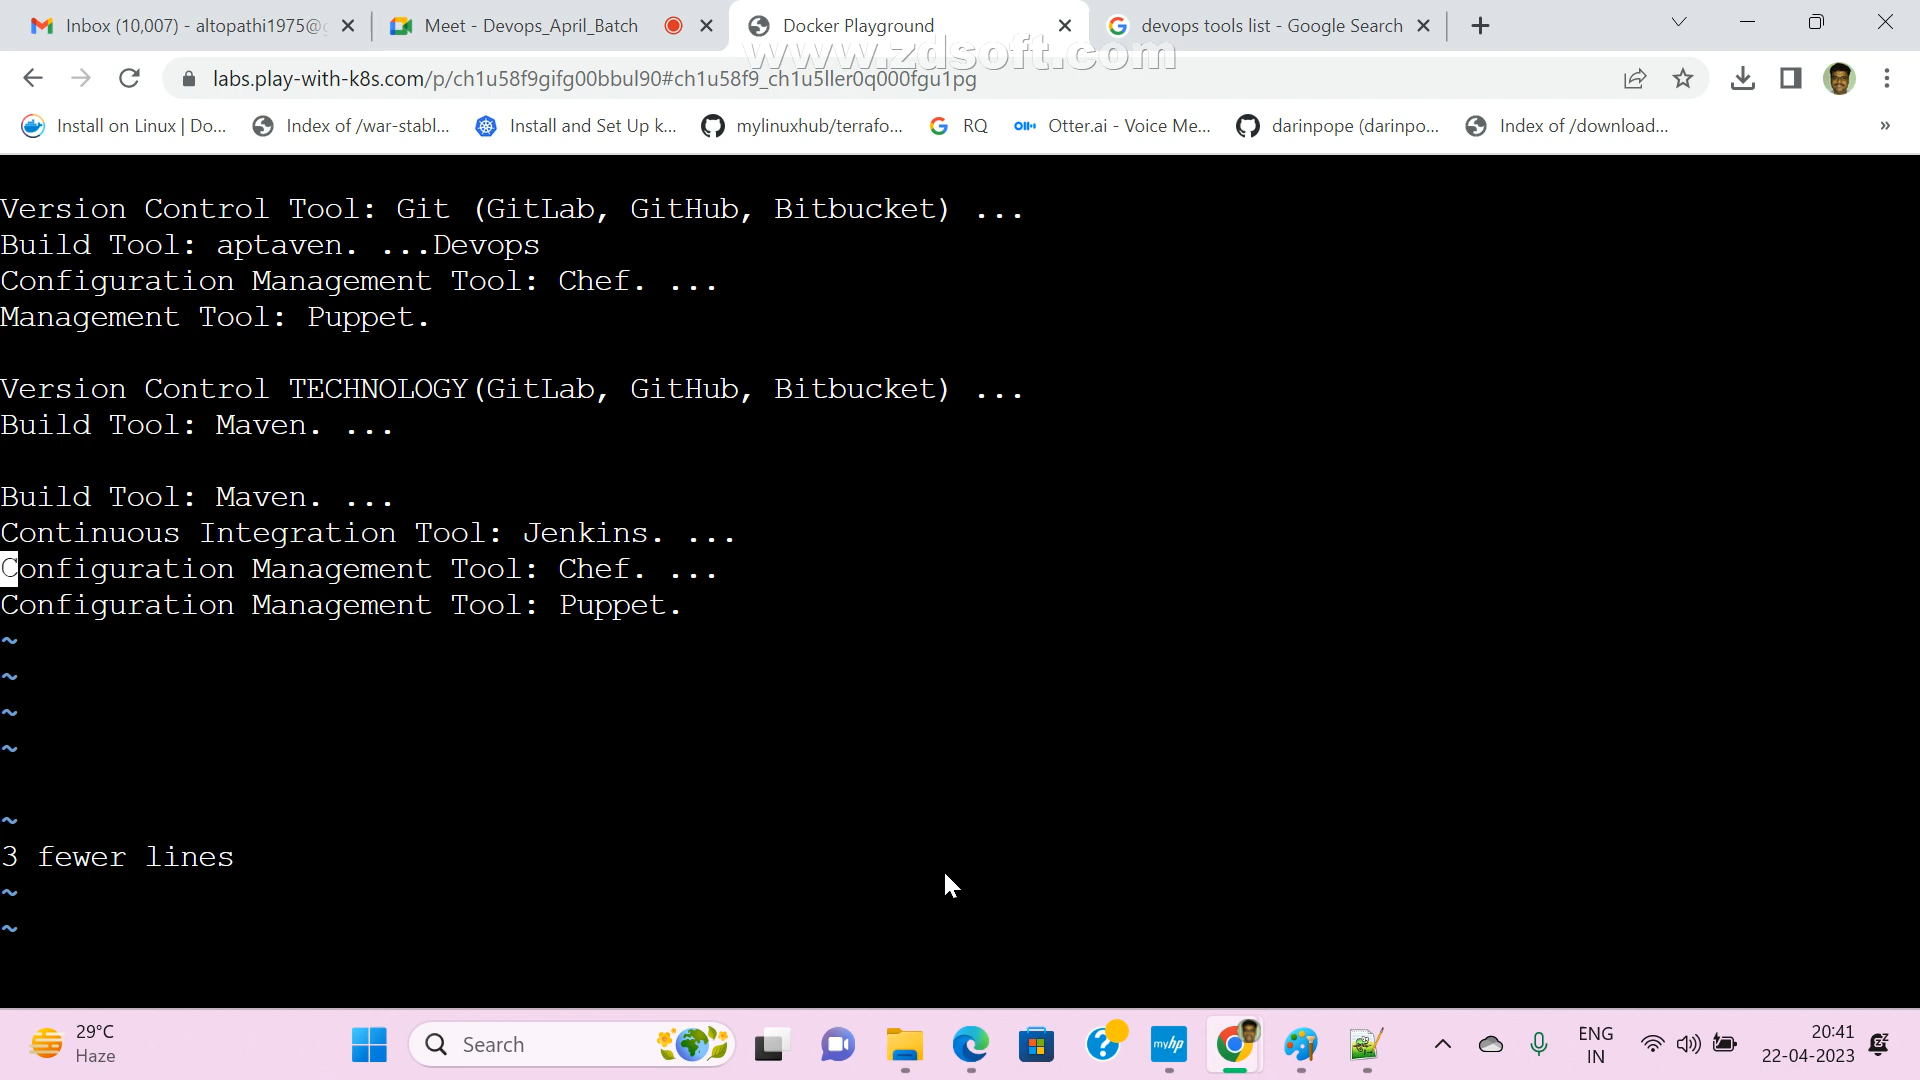 Inbox (10,007) - altopathi1975@
Meet - Devops_April_Batch
Docker Playground
devops tools list - Google Search
www.zdsoft.com
labs.play-with-k8s.com/p/ch1u58f9gifg00bbul90#ch1u58f9_ch1u5ller0q000fgu1pg
Install on Linux | Do...
Index of /war-stabl...
Install and Set Up k...
mylinuxhub/terrafo...
RQ
Otter.ai - Voice Me...
darinpope (darinpo...
Index of /download...
»
Version Control Tool: Git (GitLab, GitHub, Bitbucket) ...
Build Tool: aptaven. ...Devops
Configuration Management Tool: Chef. ...
Management Tool: Puppet.
Version Control TECHNOLOGY(GitLab, GitHub, Bitbucket) ...
Build Tool: Maven. ...
Build Tool: Maven. ...
Continuous Integration Tool: Jenkins. ...
Configuration Management Tool: Chef. ...
Configuration Management Tool: Puppet.
~
~
~
~
~
3 fewer lines
~
~
29°C
Haze
Search
myhp
ENG
IN
20:41
22-04-2023